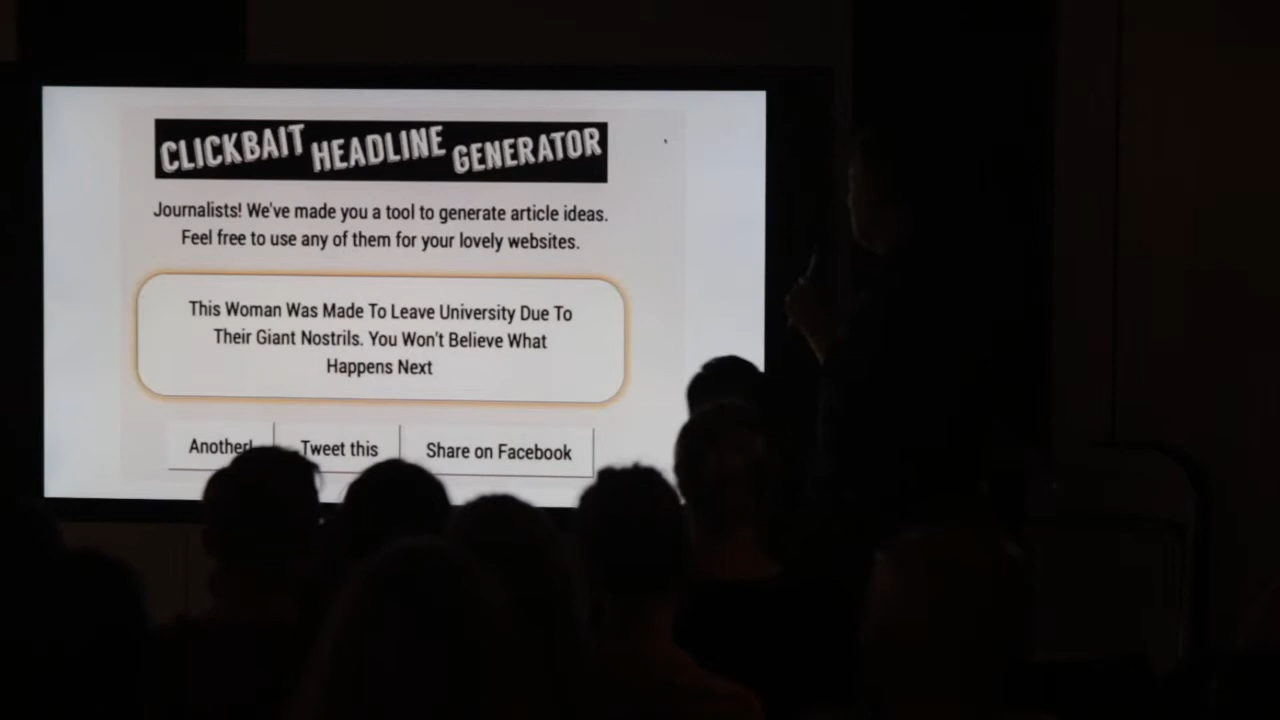 CLICKBAIT HEADLINE GENERATOR
Journalists! We've made you a tool to generate article ideas.
Feel free to use any of them for your lovely websites.
This Woman Was Made To Leave University Due To
Their Giant Nostrils. You Won't Believe What
Happens Next
Another! Tweet this Share on Facebook